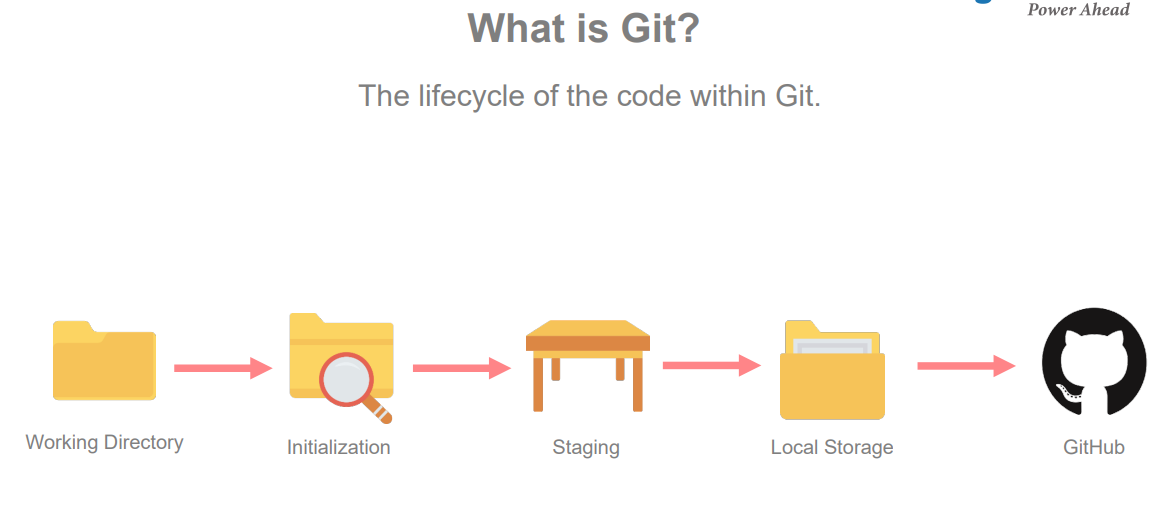 Power Ahead
What is Git?
The lifecycle of the code within Git.
Working Directory
Initialization
Staging
Local Storage
GitHub